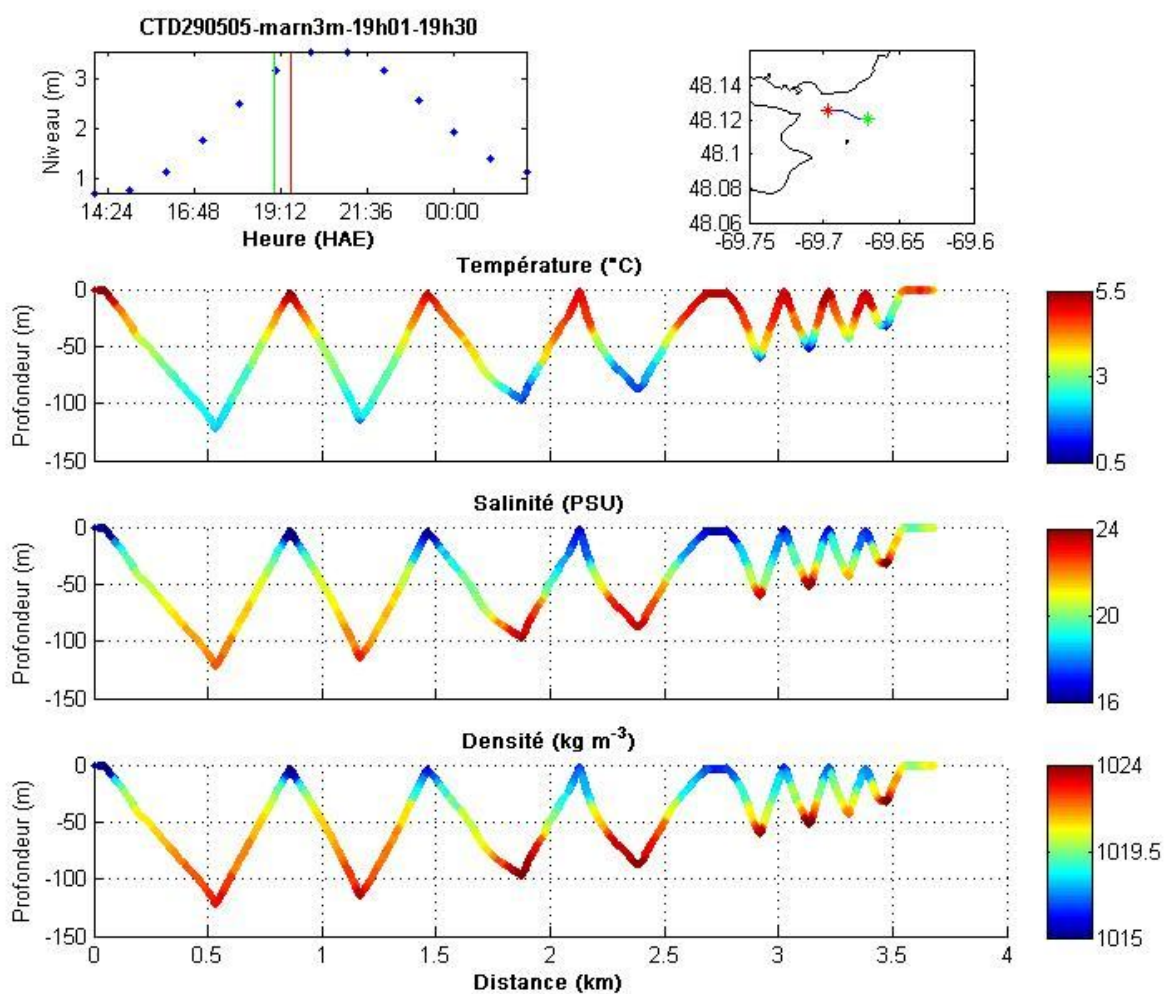 CTD290505-marn3m-19h01-19h30
Niveau (m)
3
2
1
14:24 16:48 19:12 21:36 00:00
Heure (HAE)
48.14
48.12
48.1
48.08
48.06
-69.75 -69.7 -69.65 -69.6
Température (°C)
Profondeur (m)
0
-50
-100
-150
5.5
3
0.5
Salinité (PSU)
Profondeur (m)
0
-50
-100
-150
24
20
16
Densité (kg m⁻³)
Profondeur (m)
0
-50
-100
-150
1024
1019.5
1015
0 0.5 1 1.5 2 2.5 3 3.5 4
Distance (km)